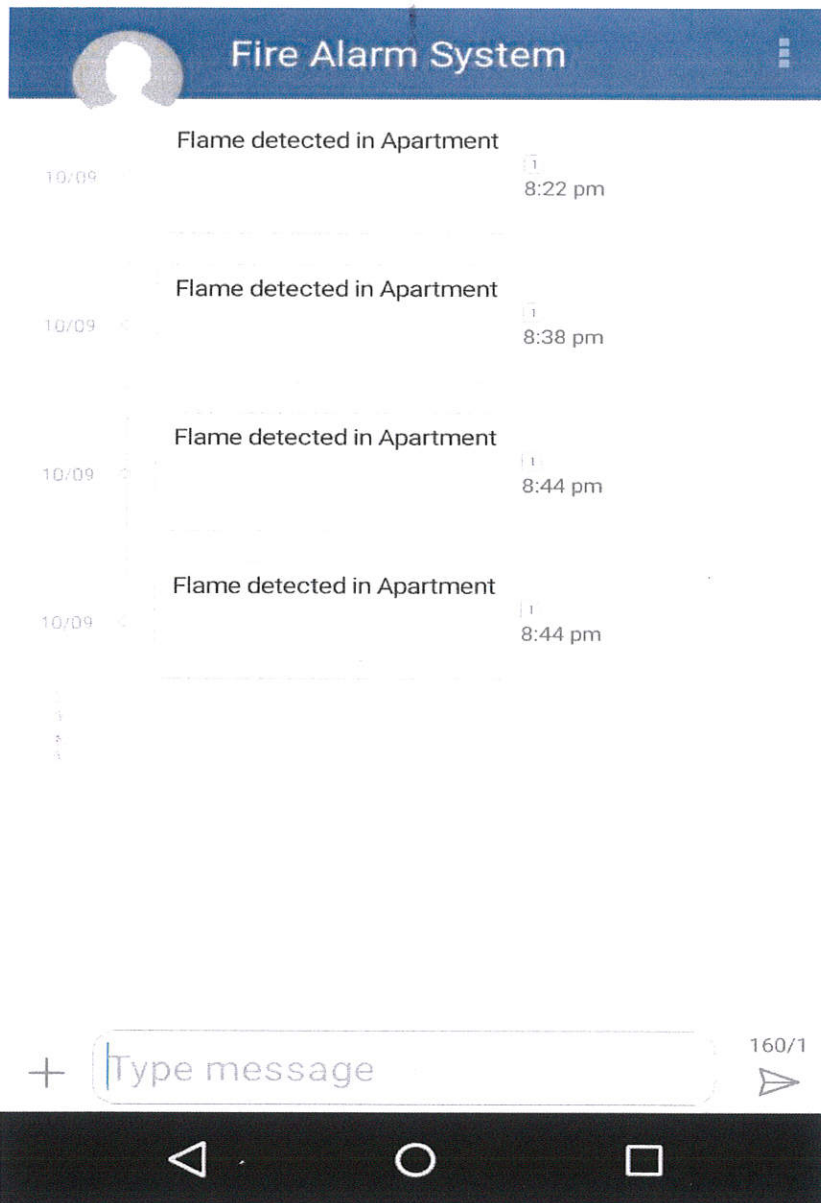 Fire Alarm System
Flame detected in Apartment
10/09
1
8:22 pm
Flame detected in Apartment
10/09
1
8:38 pm
Flame detected in Apartment
10/09
1
8:44 pm
Flame detected in Apartment
10/09
1
8:44 pm
160/1
Type message